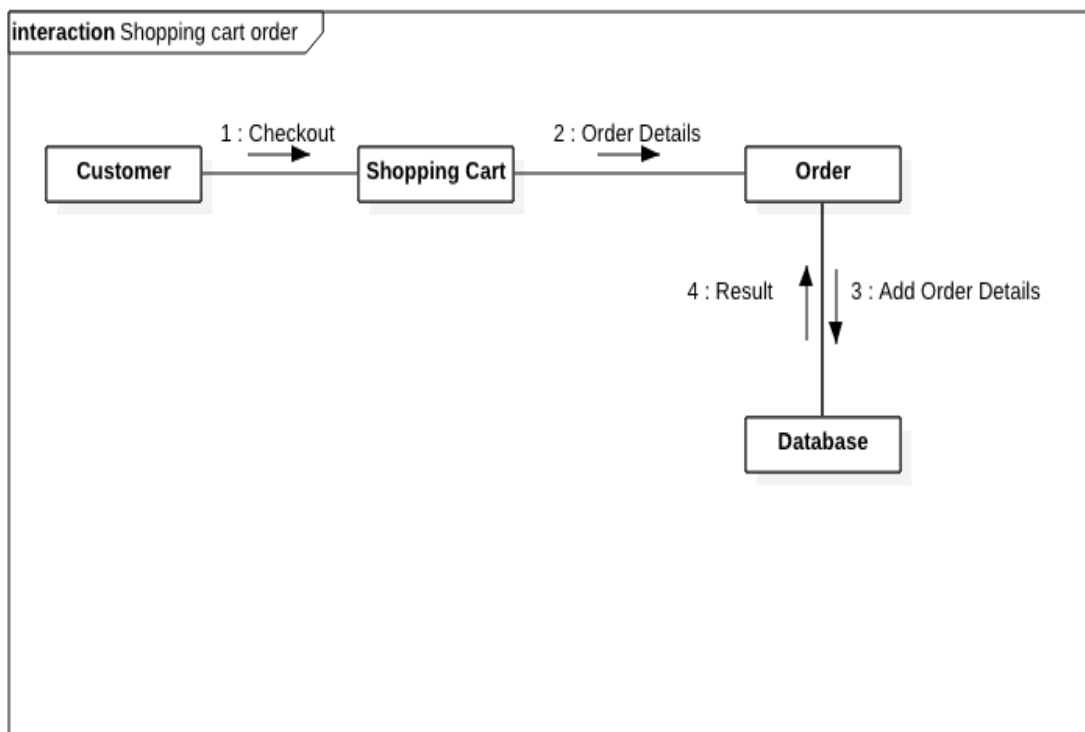 interaction Shopping cart order
1 : Checkout
2 : Order Details
Customer
Shopping Cart
Order
4 : Result
3 : Add Order Details
Database